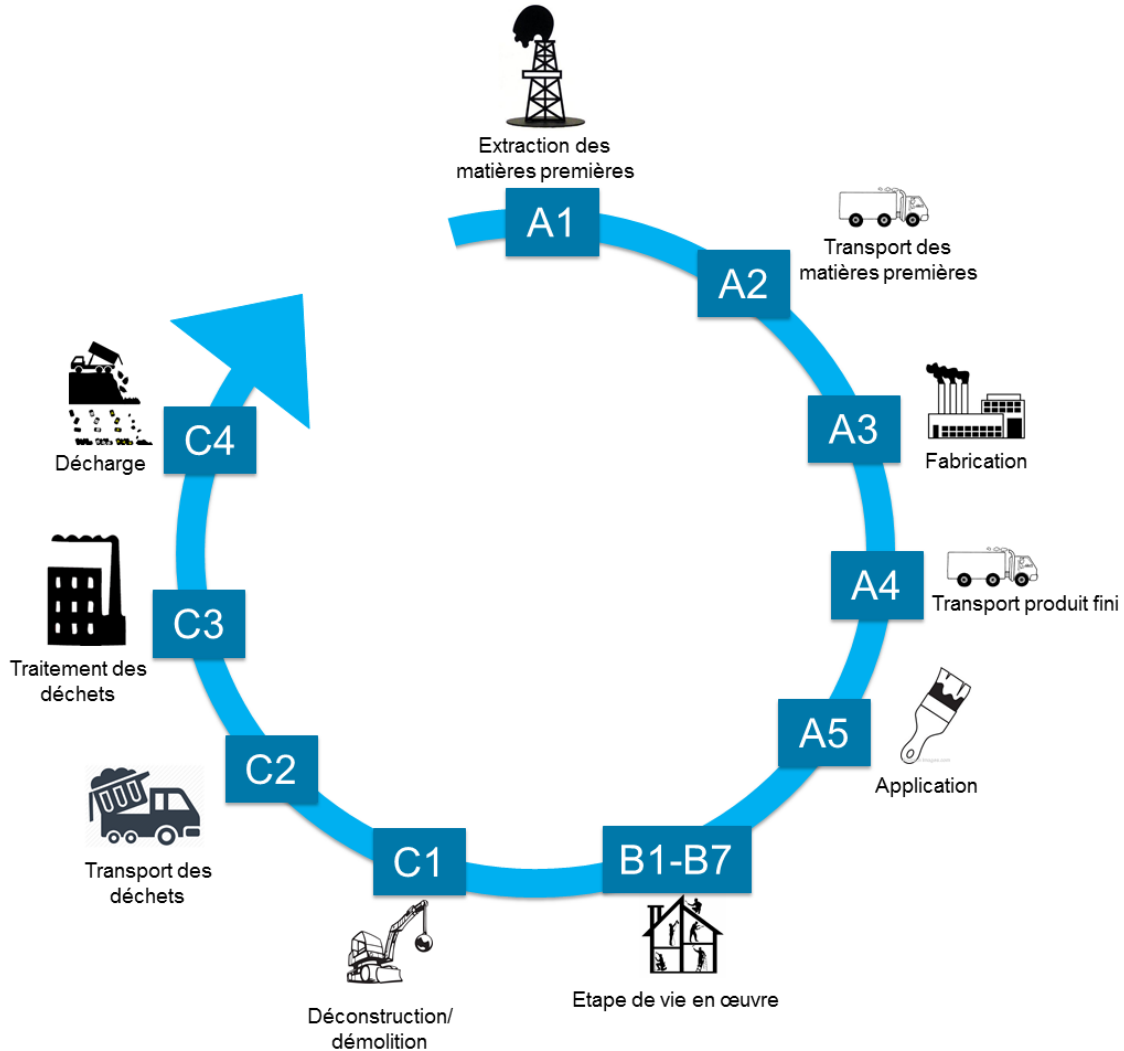 Extraction des
matières premières
A1
A2
Transport des
matières premières
A3
Fabrication
A4
Transport produit fini
A5
Application
B1-B7
Etape de vie en œuvre
C1
Déconstruction/
démolition
C2
Transport des
déchets
C3
Traitement des
déchets
C4
Décharge